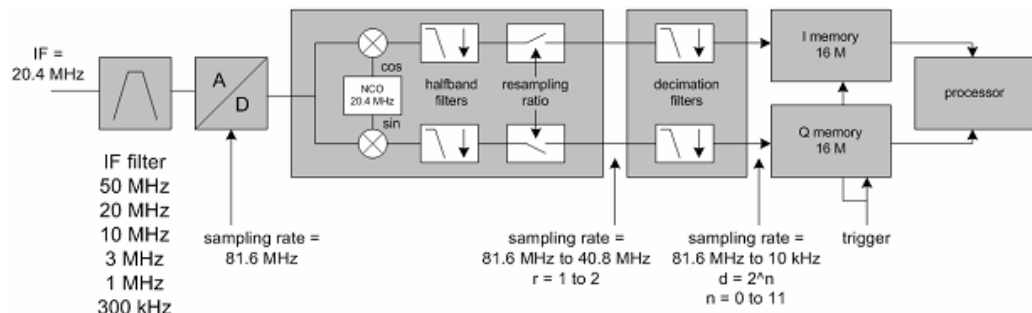 IF =
20.4 MHz
A
D
cos
NCO
20.4 MHz
sin
halfband
filters
resampling
ratio
decimation
filters
I memory
16 M
Q memory
16 M
processor
IF filter
50 MHz
20 MHz
10 MHz
3 MHz
1 MHz
300 kHz
sampling rate =
81.6 MHz
sampling rate =
81.6 MHz to 40.8 MHz
r = 1 to 2
sampling rate =
81.6 MHz to 10 kHz
d = 2^n
n = 0 to 11
trigger